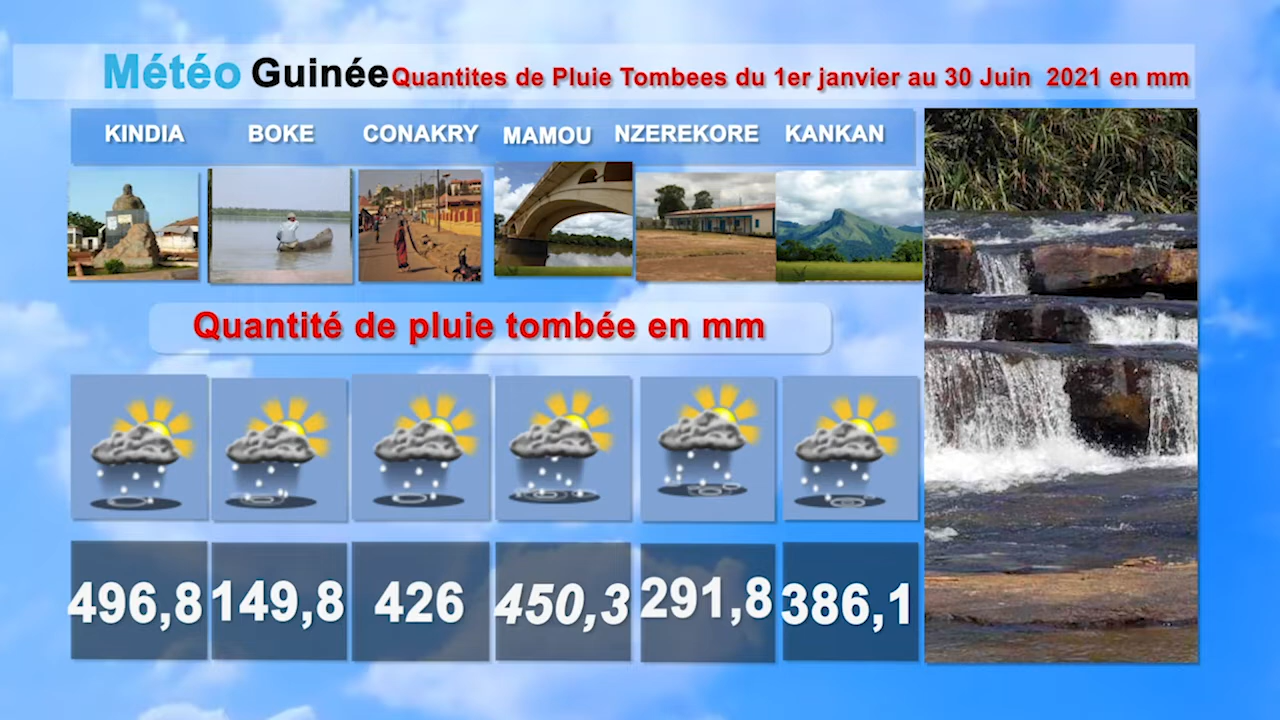 Météo Guinée Quantites de Pluie Tombees du 1er janvier au 30 Juin 2021 en mm
KINDIA BOKE CONAKRY MAMOU NZEREKORE KANKAN
Quantité de pluie tombée en mm
496,8 149,8 426 450,3 291,8 386,1